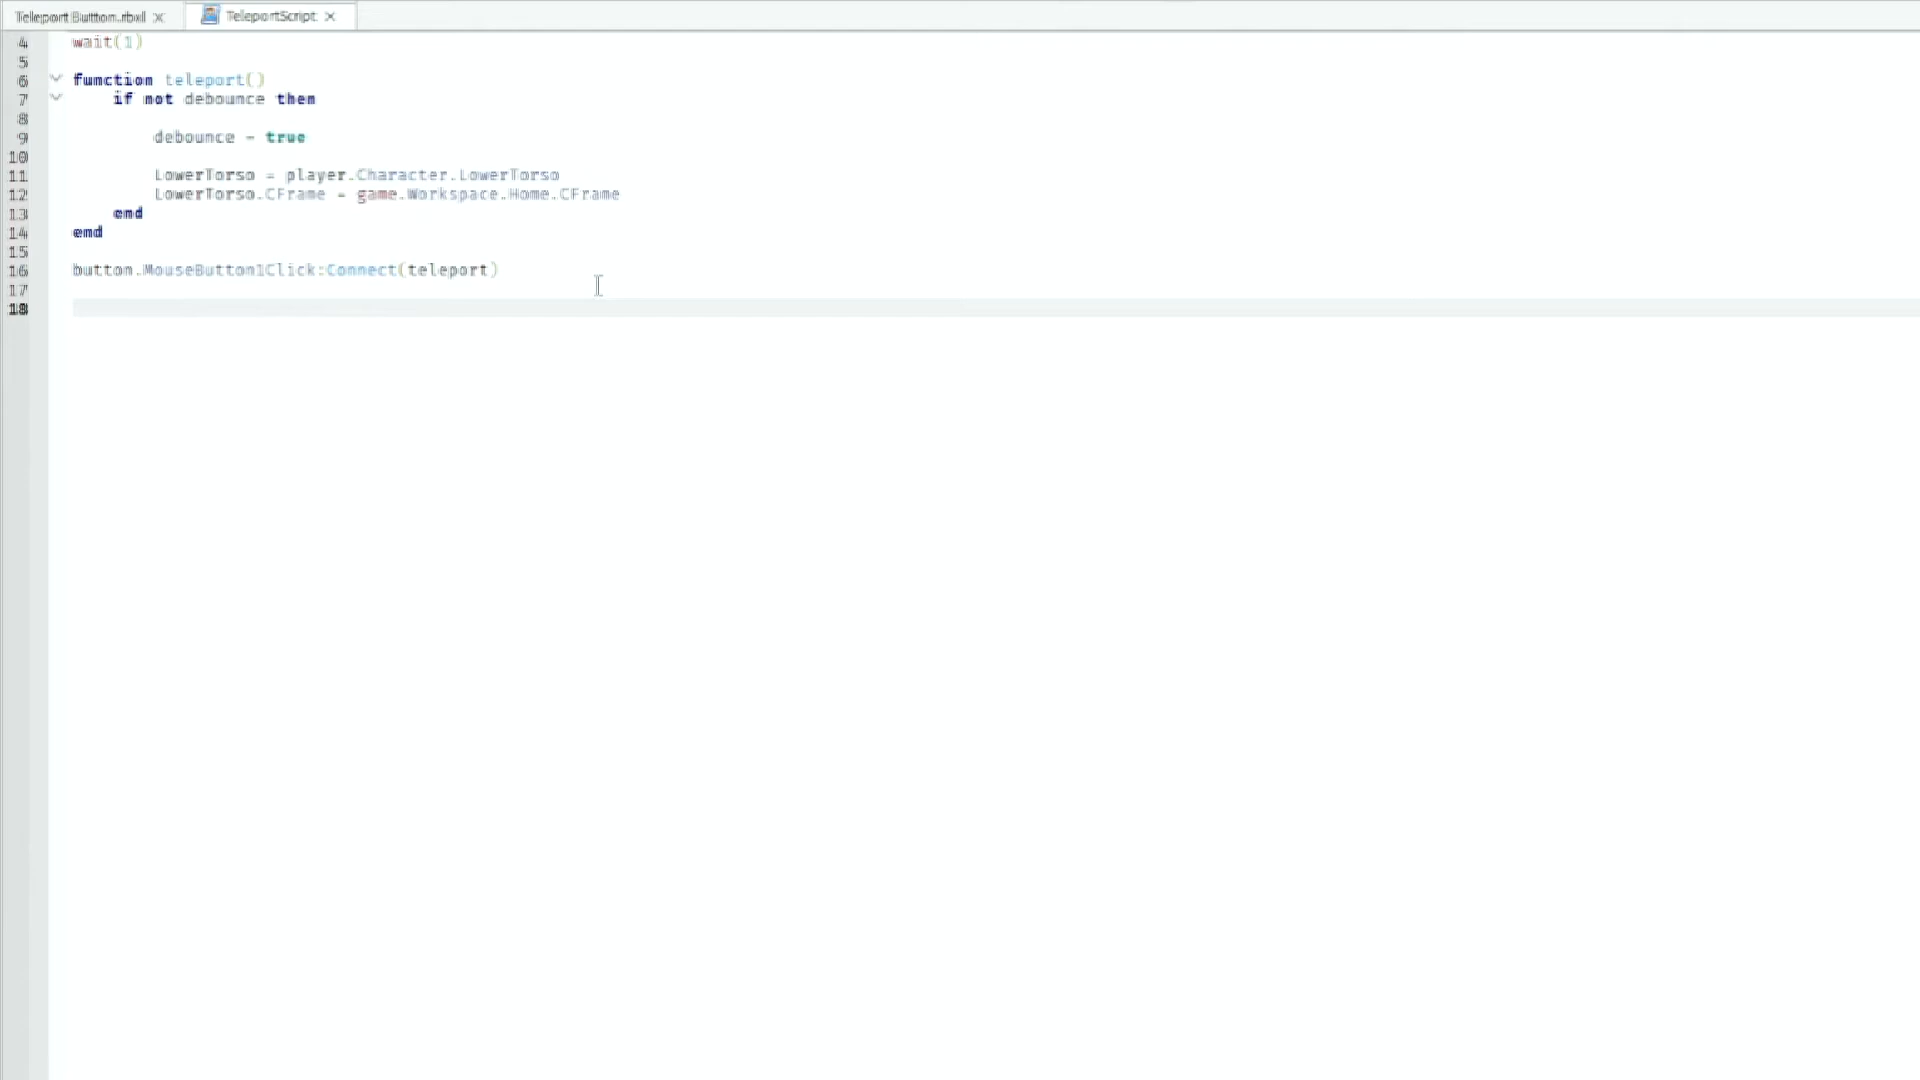 Teleport Button.rbxl
TeleportScript
4 wait(1)
5
6 function teleport()
7 if not debounce then
8
9 debounce = true
10
11 LowerTorso = player.Character.LowerTorso
12 LowerTorso.CFrame = game.Workspace.Home.CFrame
13 end
14 end
15
16 button.MouseButton1Click:Connect(teleport)
17
18